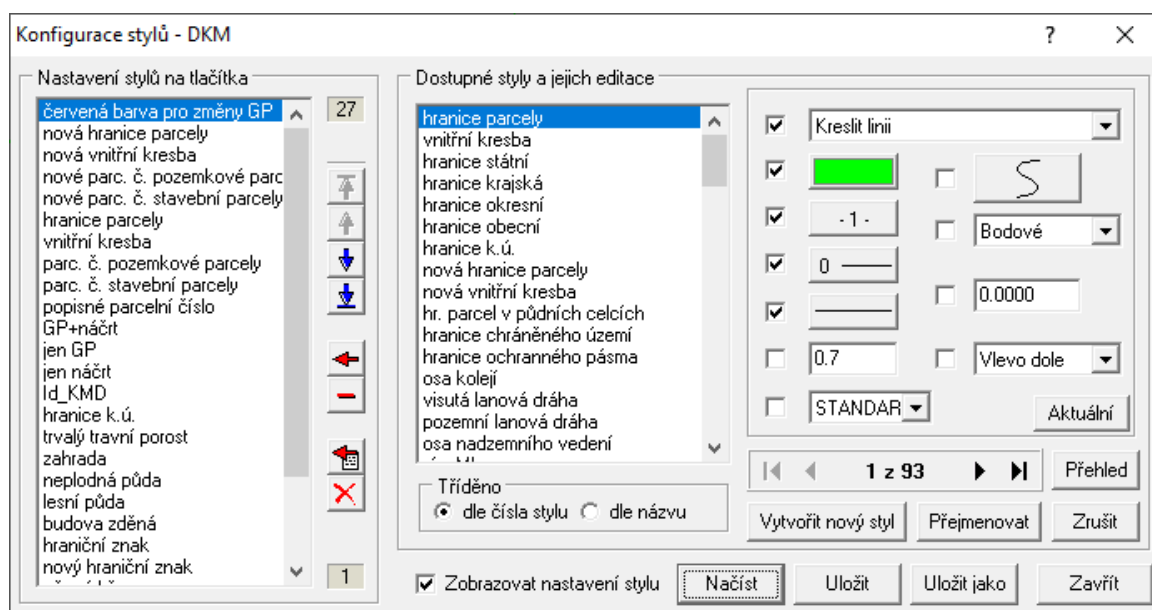 Konfigurace stylů - DKM
?
Nastavení stylů na tlačítka
červená barva pro změny GP
nová hranice parcely
nová vnitřní kresba
nové parc. č. pozemkové parc
nové parc. č. stavební parcely
hranice parcely
vnitřní kresba
parc. č. pozemkové parcely
parc. č. stavební parcely
popisné parcelní číslo
GP+náčrt
jen GP
jen náčrt
Id_KMD
hranice k.ú.
trvalý travní porost
zahrada
neplodná půda
lesní půda
budova zděná
hraniční znak
nový hraniční znak
27
1
Dostupné styly a jejich editace
hranice parcely
vnitřní kresba
hranice státní
hranice krajská
hranice okresní
hranice obecní
hranice k.ú.
nová hranice parcely
nová vnitřní kresba
hr. parcel v půdních celcích
hranice chráněného území
hranice ochranného pásma
osa kolejí
visutá lanová dráha
pozemní lanová dráha
osa nadzemního vedení
Tříděno
dle čísla stylu dle názvu
Kreslit linii
- 1 -
Bodové
0
0.0000
0.7
Vlevo dole
STANDAR
Aktuální
1 z 93
Přehled
Vytvořit nový styl Přejmenovat Zrušit
Zobrazovat nastavení stylu Načíst Uložit Uložit jako Zavřít